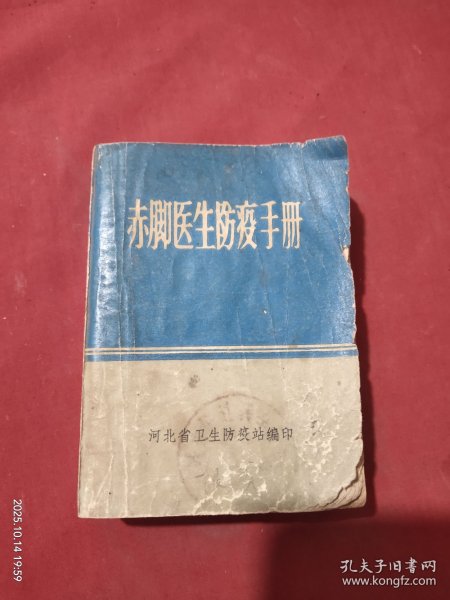 赤脚医生防疫手册
河北省卫生防疫站编印
2025.10.14 19:59
孔夫子旧书网
www.kongfz.com